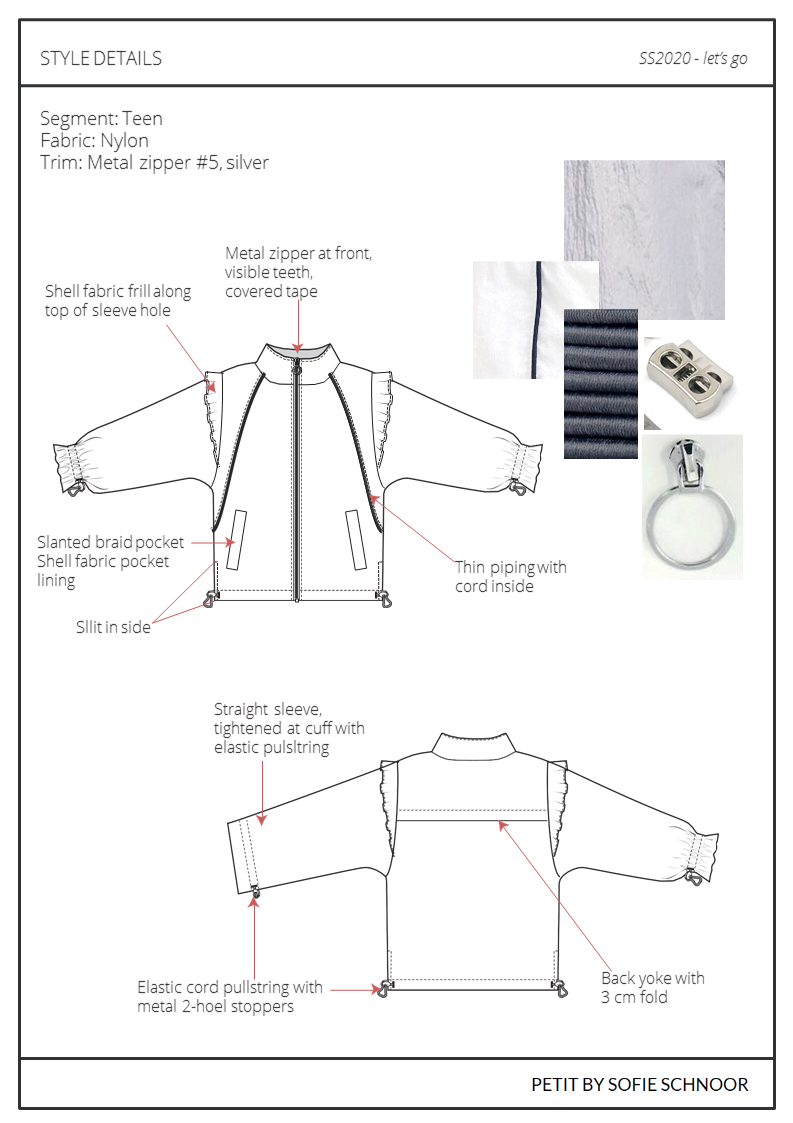 STYLE DETAILS
SS2020 - let's go
Segment: Teen
Fabric: Nylon
Trim: Metal zipper #5, silver
Metal zipper at front,
visible teeth,
covered tape
Shell fabric frill along
top of sleeve hole
Slanted braid pocket
Shell fabric pocket
lining
Thin piping with
cord inside
Sllit in side
Straight sleeve,
tightened at cuff with
elastic pulsltring
Elastic cord pullstring with
metal 2-hoel stoppers
Back yoke with
3 cm fold
PETIT BY SOFIE SCHNOOR